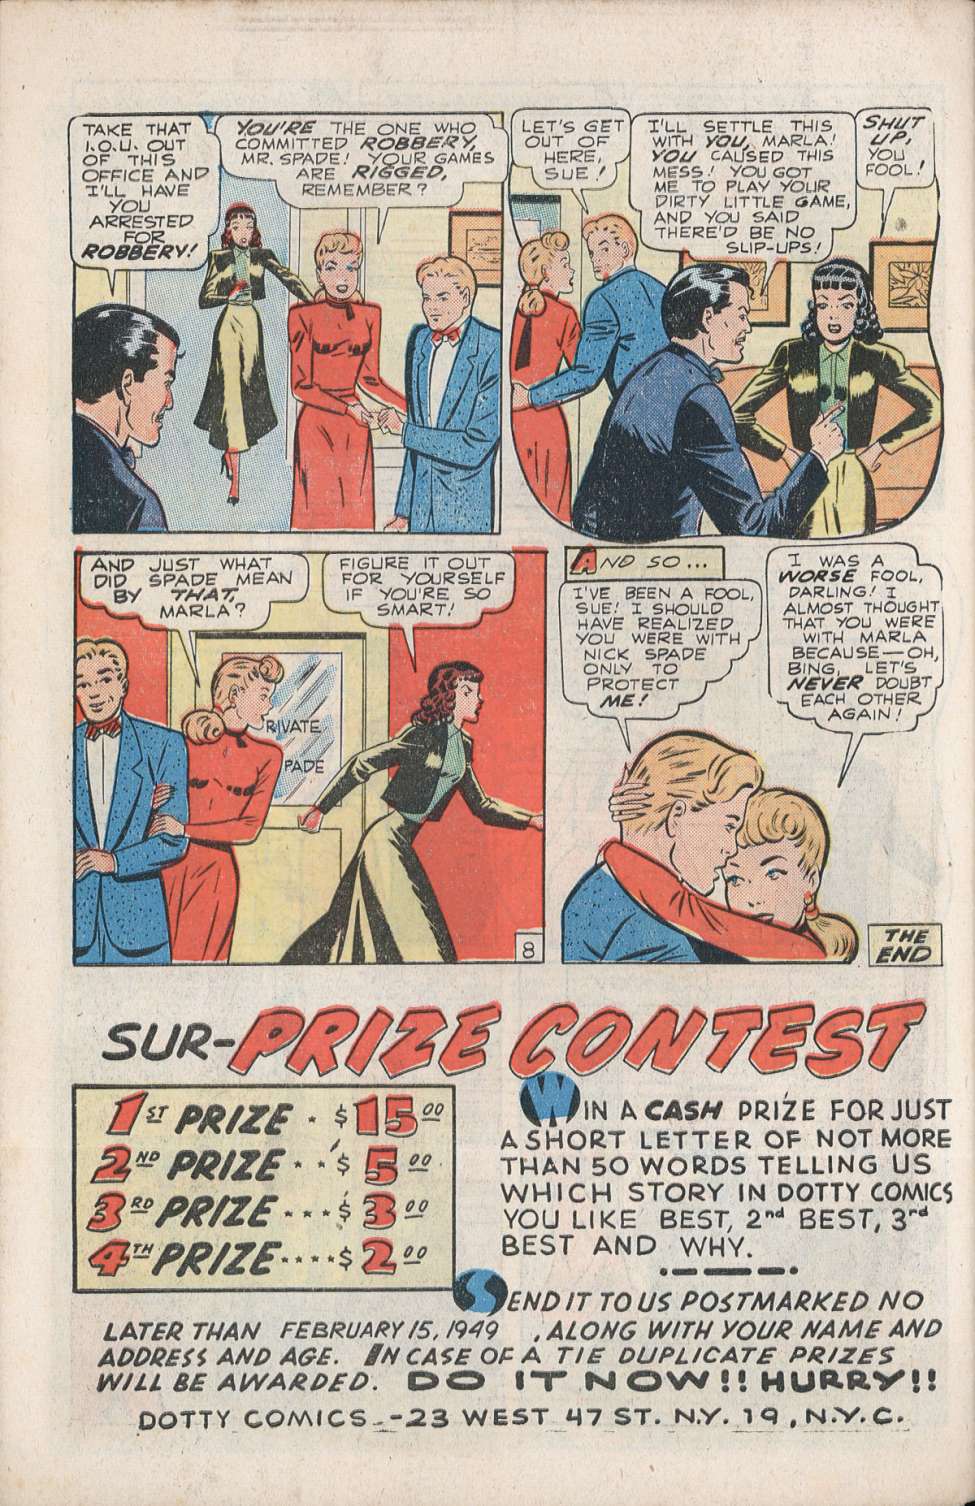 TAKE THAT
I.O.U. OUT
OF THIS
OFFICE AND
I'LL HAVE
YOU
ARRESTED
FOR
ROBBERY!
YOU'RE THE ONE WHO
COMMITTED ROBBERY,
MR. SPADE! YOUR GAMES
ARE RIGGED,
REMEMBER?
LET'S GET
OUT OF
HERE,
SUE!
I'LL SETTLE THIS
WITH YOU, MARLA!
YOU CAUSED THIS
MESS! YOU GOT
ME TO PLAY YOUR
DIRTY LITTLE GAME,
AND YOU SAID
THERE'D BE NO
SLIP-UPS!
SHUT
UP,
YOU
FOOL!
AND JUST WHAT
DID SPADE MEAN
BY THAT,
MARLA?
FIGURE IT OUT
FOR YOURSELF
IF YOU'RE SO
SMART!
PRIVATE
PADE
8
AND SO...
I'VE BEEN A FOOL,
SUE! I SHOULD
HAVE REALIZED
YOU WERE WITH
NICK SPADE
ONLY TO
PROTECT
ME!
I WAS A
WORSE FOOL,
DARLING! I
ALMOST THOUGHT
THAT YOU WERE
WITH MARLA
BECAUSE—OH,
BING, LET'S
NEVER DOUBT
EACH OTHER
AGAIN!
THE
END
SUR-PRIZE CONTEST
1ST PRIZE . $15.00
2ND PRIZE ... $5.00
3RD PRIZE ... $3.00
4TH PRIZE .... $2.00
WIN A CASH PRIZE FOR JUST
A SHORT LETTER OF NOT MORE
THAN 50 WORDS TELLING US
WHICH STORY IN DOTTY COMICS
YOU LIKE BEST, 2nd BEST, 3rd
BEST AND WHY.
SEND IT TO US POSTMARKED NO
LATER THAN FEBRUARY 15, 1949 , ALONG WITH YOUR NAME AND
ADDRESS AND AGE. IN CASE OF A TIE DUPLICATE PRIZES
WILL BE AWARDED. DO IT NOW!! HURRY!!
DOTTY COMICS--23 WEST 47 ST. N.Y. 19, N.Y.C.